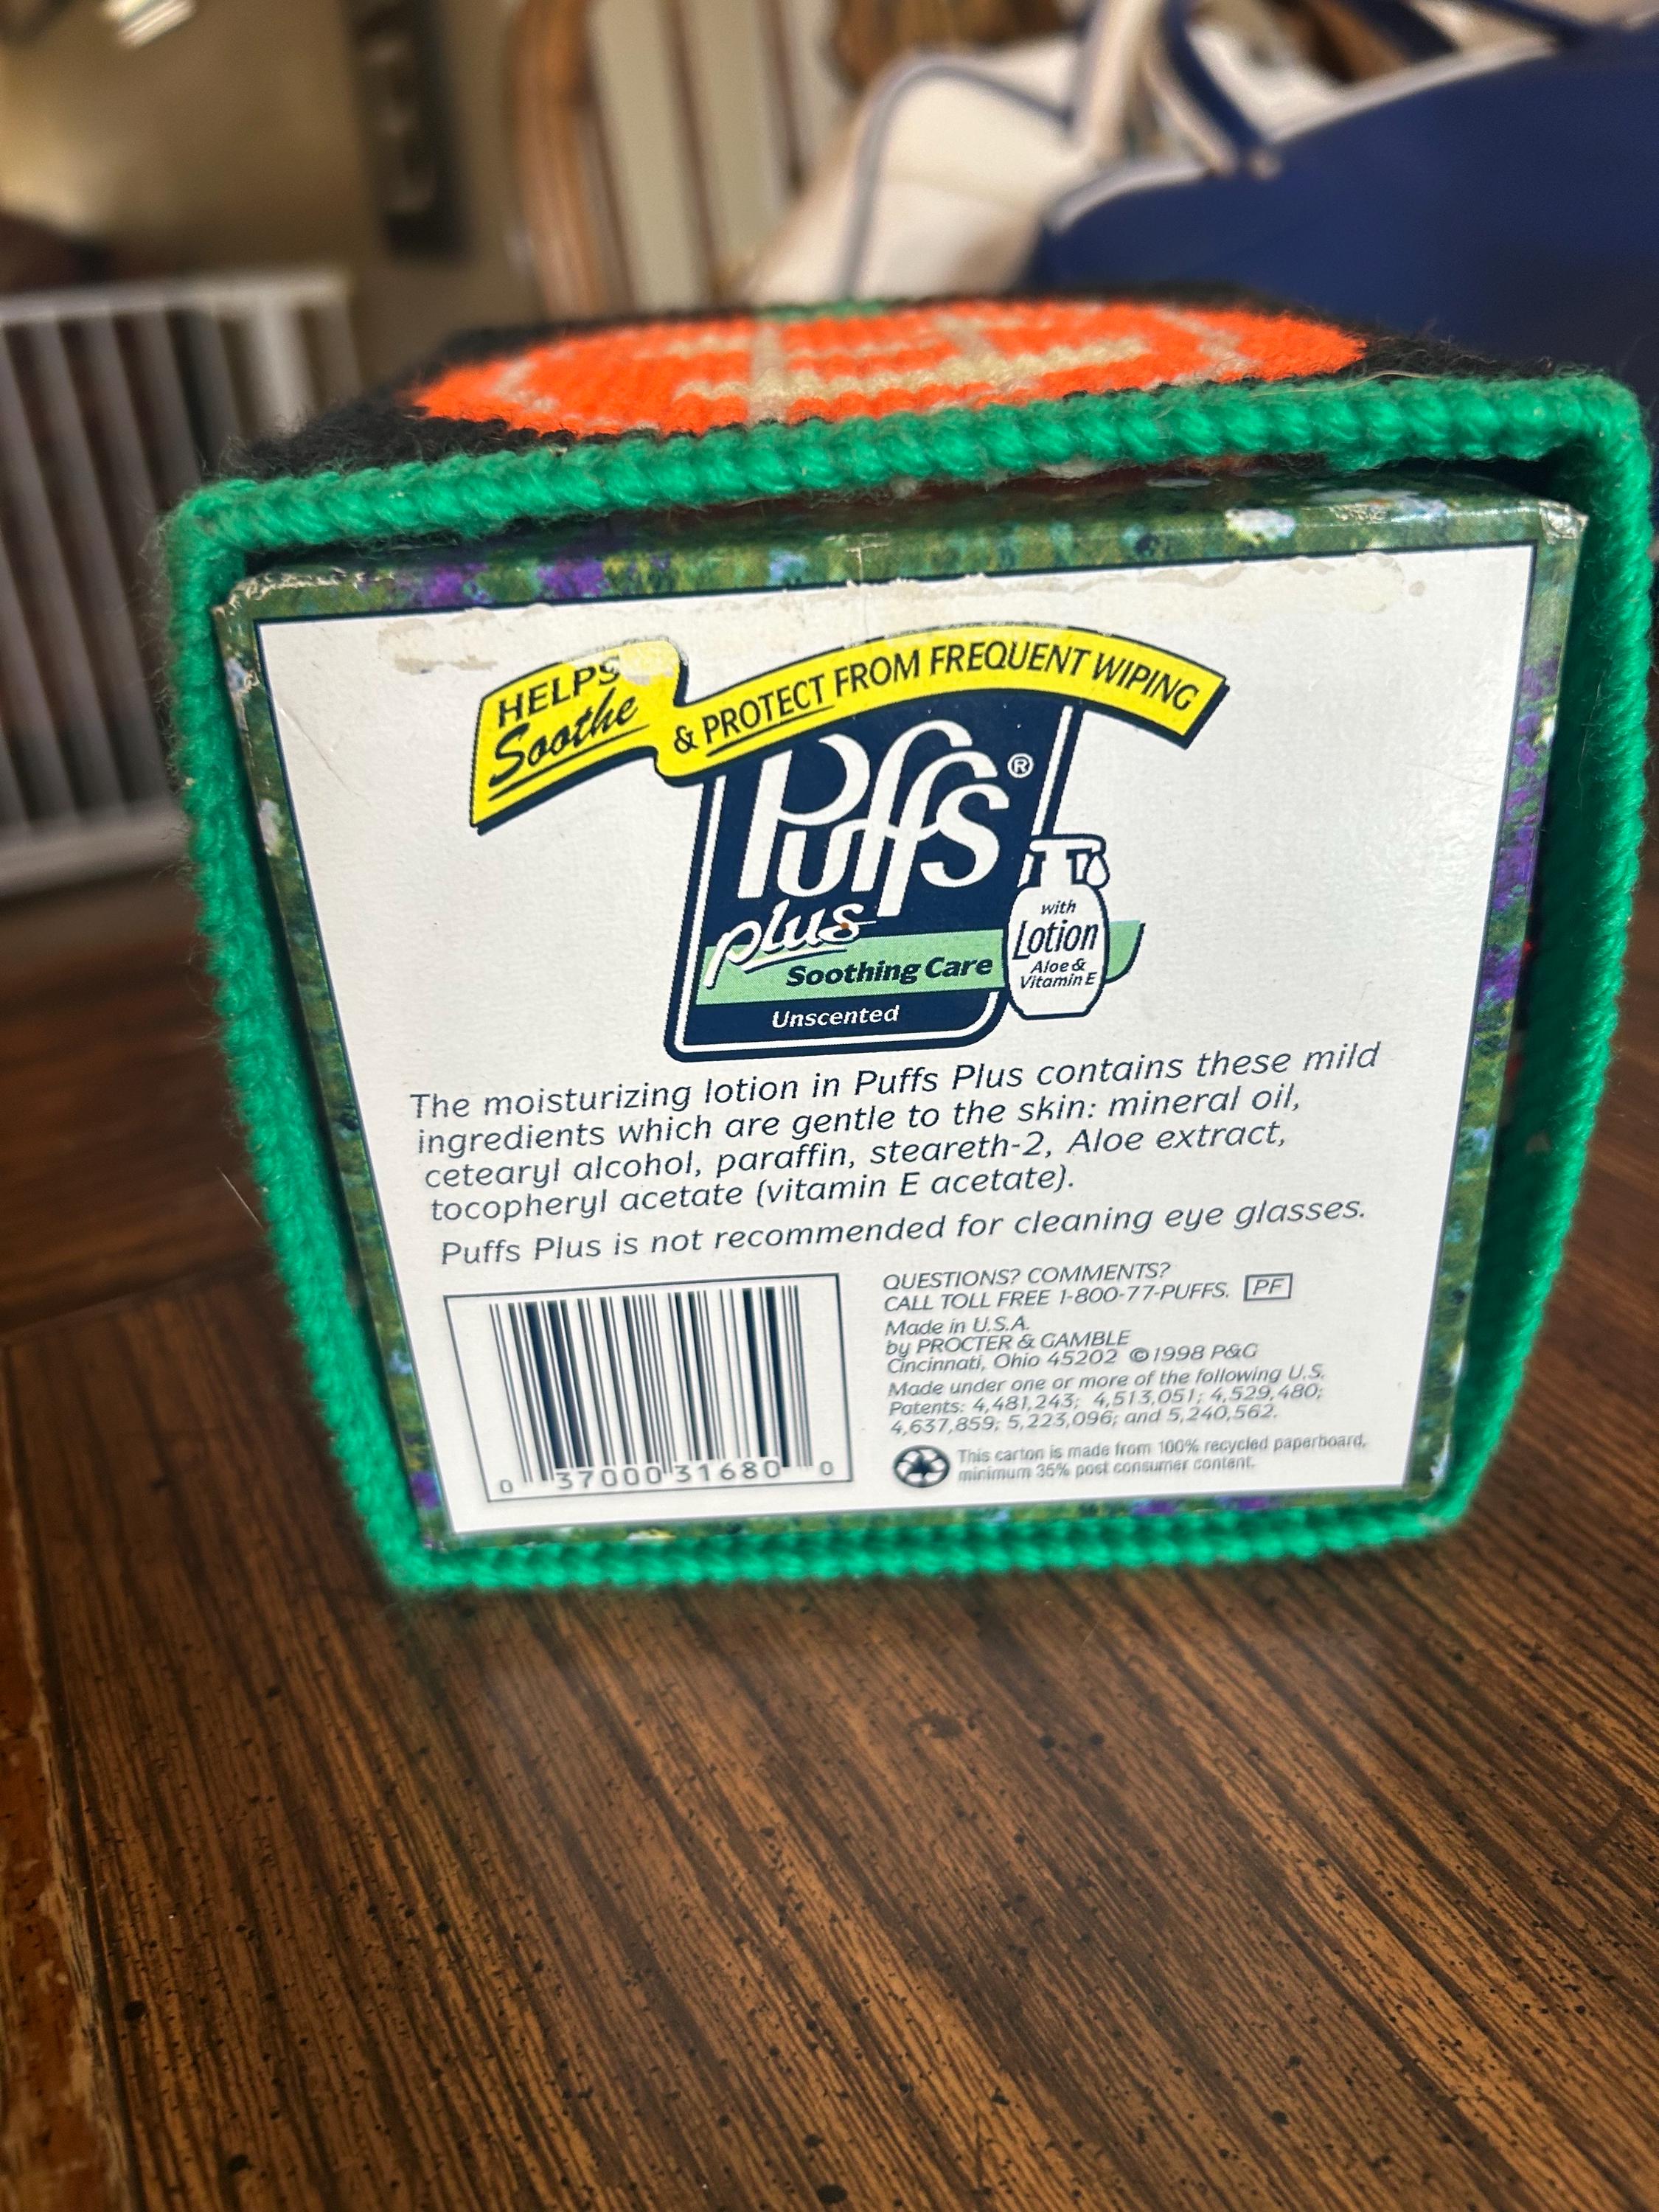 HELPS
Soothe
& PROTECT FROM FREQUENT WIPING
Puffs®
plus
Soothing Care
Unscented
with
Lotion
Aloe &
Vitamin E
The moisturizing lotion in Puffs Plus contains these mild
ingredients which are gentle to the skin: mineral oil,
cetearyl alcohol, paraffin, steareth-2, Aloe extract,
tocopheryl acetate (vitamin E acetate).
Puffs Plus is not recommended for cleaning eye glasses.
0 37000 31680 0
QUESTIONS? COMMENTS?
CALL TOLL FREE 1-800-77-PUFFS. PF
Made in U.S.A.
by PROCTER & GAMBLE
Cincinnati, Ohio 45202 ©1998 P&G
Made under one or more of the following U.S.
Patents: 4,481,243; 4,513,051; 4,529,480;
4,637,859; 5,223,096; and 5,240,562.
This carton is made from 100% recycled paperboard,
minimum 35% post consumer content.